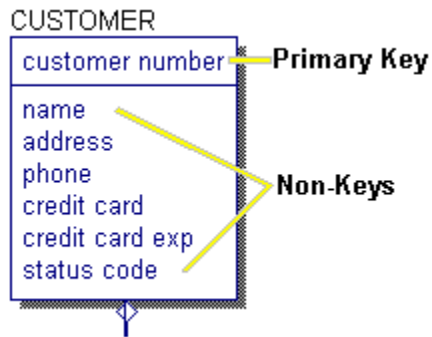 CUSTOMER
customer number
Primary Key
name
address
phone
credit card
credit card exp
status code
Non-Keys